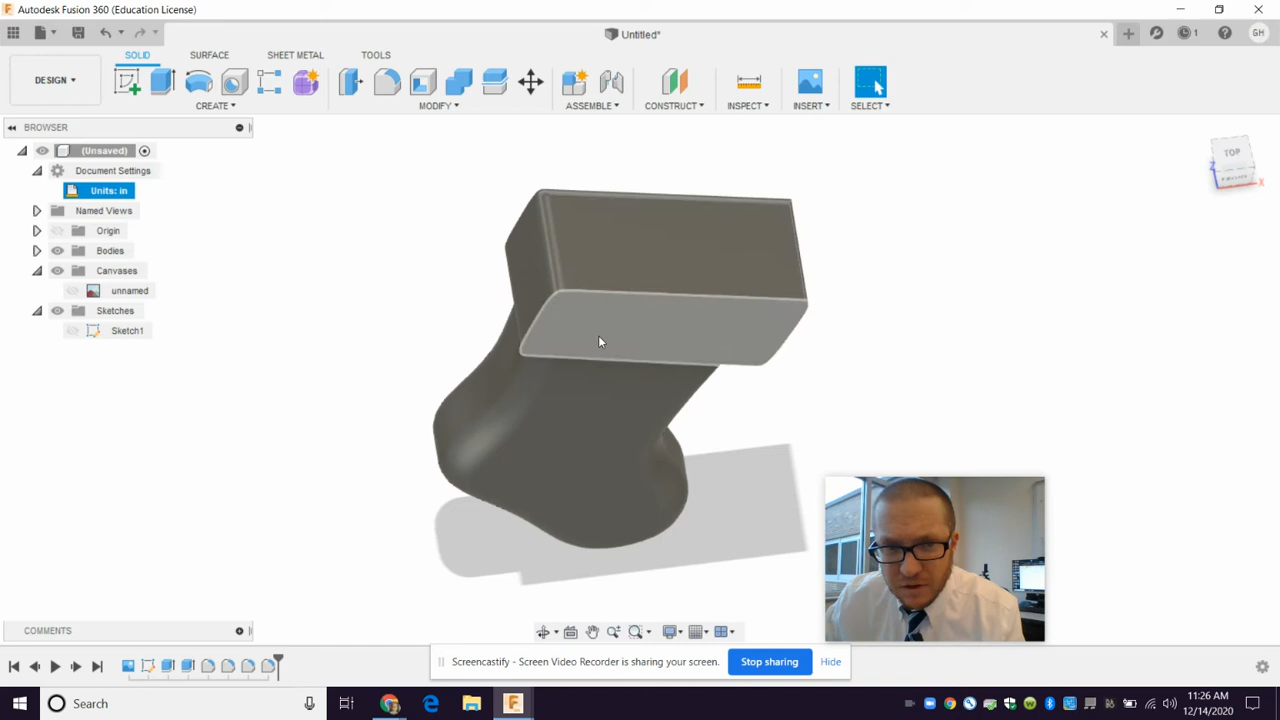 Autodesk Fusion 360 (Education License)
Untitled*
1
GH
DESIGN
SOLID
SURFACE
SHEET METAL
TOOLS
CREATE
MODIFY
ASSEMBLE
CONSTRUCT
INSPECT
INSERT
SELECT
BROWSER
(Unsaved)
Document Settings
Units: in
Named Views
Origin
Bodies
Canvases
unnamed
Sketches
Sketch1
TOP
Z
X
COMMENTS
Screencastify - Screen Video Recorder is sharing your screen.
Stop sharing
Hide
Search
11:26 AM
12/14/2020